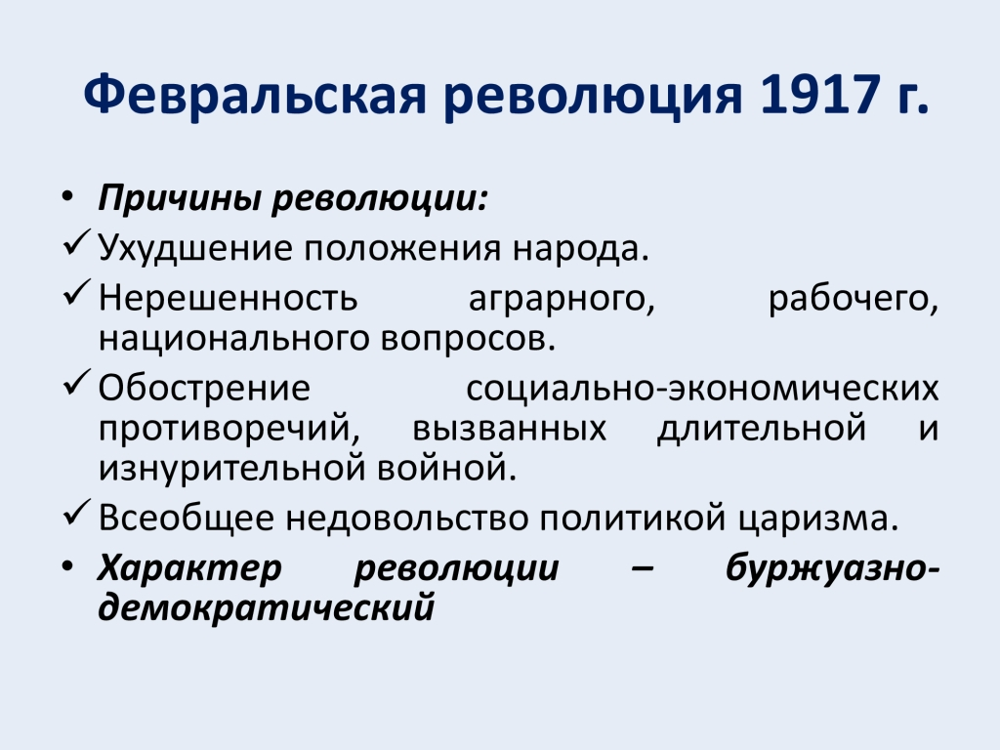 Февральская революция 1917 г.
• Причины революции:
✓ Ухудшение положения народа.
✓ Нерешенность аграрного, рабочего,
национального вопросов.
✓ Обострение социально-экономических
противоречий, вызванных длительной и
изнурительной войной.
✓ Всеобщее недовольство политикой царизма.
• Характер революции – буржуазно-
демократический